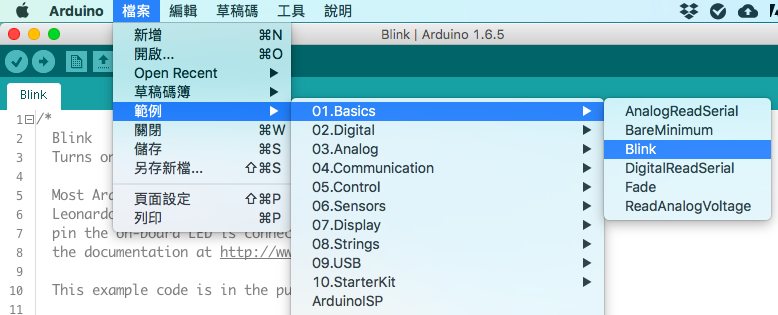 Arduino 檔案 編輯 草稿碼 工具 說明
Blink | Arduino 1.6.5
新增 ⌘N
開啟... ⌘O
Open Recent
草稿碼簿
範例
關閉 ⌘W
儲存 ⌘S
另存新檔... ⇧⌘S
頁面設定 ⇧⌘P
列印 ⌘P
01.Basics
02.Digital
03.Analog
04.Communication
05.Control
06.Sensors
07.Display
08.Strings
09.USB
10.StarterKit
ArduinoISP
AnalogReadSerial
BareMinimum
Blink
DigitalReadSerial
Fade
ReadAnalogVoltage
Blink
1 /*
2 Blink
3 Turns on
4
5 Most Ard
6 Leonardo
7 pin the on-board LED is connec
8 the documentation at http://ww
9
10 This example code is in the pu
11